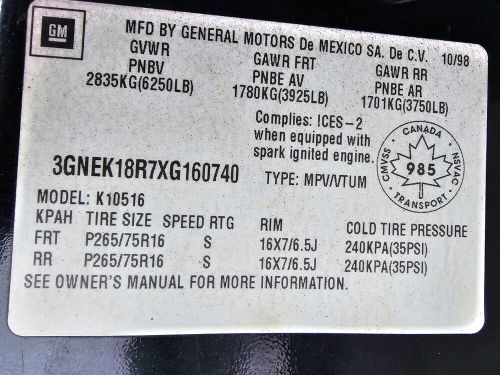 GM
MFD BY GENERAL MOTORS De MEXICO SA. De C.V. 10/98
GVWR GAWR FRT GAWR RR
PNBV PNBE AV PNBE AR
2835KG(6250LB) 1780KG(3925LB) 1701KG(3750LB)
Complies: ICES-2
when equipped with
spark ignited engine.
CANADA
CMVSS 985 NSVAC
TRANSPORT
3GNEK18R7XG160740 TYPE: MPV/VTUM
MODEL: K10516
KPAH TIRE SIZE SPEED RTG RIM COLD TIRE PRESSURE
FRT P265/75R16 S 16X7/6.5J 240KPA(35PSI)
RR P265/75R16 S 16X7/6.5J 240KPA(35PSI)
SEE OWNER'S MANUAL FOR MORE INFORMATION.